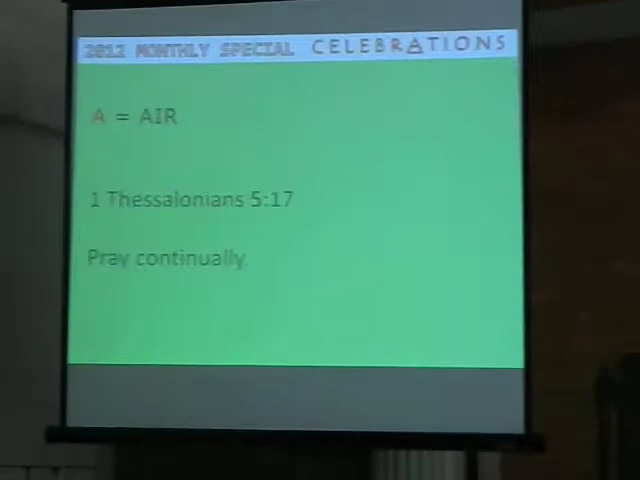 2012 MONTHLY SPECIAL CELEBRATIONS
A = AIR
1 Thessalonians 5:17
Pray continually.